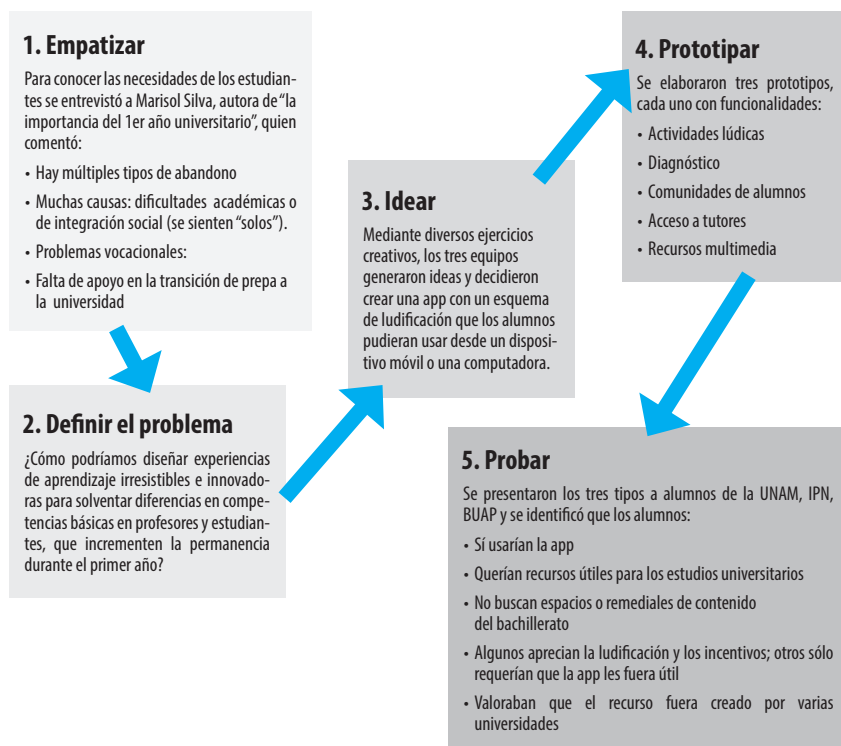 1. Empatizar
Para conocer las necesidades de los estudian-
tes se entrevistó a Marisol Silva, autora de “la
importancia del 1er año universitario”, quien
comentó:
• Hay múltiples tipos de abandono
• Muchas causas: dificultades académicas o
de integración social (se sienten “solos”).
• Problemas vocacionales:
• Falta de apoyo en la transición de prepa a
la universidad
2. Definir el problema
¿Cómo podríamos diseñar experiencias
de aprendizaje irresistibles e innovado-
ras para solventar diferencias en compe-
tencias básicas en profesores y estudian-
tes, que incrementen la permanencia
durante el primer año?
3. Idear
Mediante diversos ejercicios
creativos, los tres equipos
generaron ideas y decidieron
crear una app con un esquema
de ludificación que los alumnos
pudieran usar desde un disposi-
tivo móvil o una computadora.
4. Prototipar
Se elaboraron tres prototipos,
cada uno con funcionalidades:
• Actividades lúdicas
• Diagnóstico
• Comunidades de alumnos
• Acceso a tutores
• Recursos multimedia
5. Probar
Se presentaron los tres tipos a alumnos de la UNAM, IPN,
BUAP y se identificó que los alumnos:
• Sí usarían la app
• Querían recursos útiles para los estudios universitarios
• No buscan espacios o remediales de contenido
del bachillerato
• Algunos aprecian la ludificación y los incentivos; otros sólo
requerían que la app les fuera útil
• Valoraban que el recurso fuera creado por varias
universidades